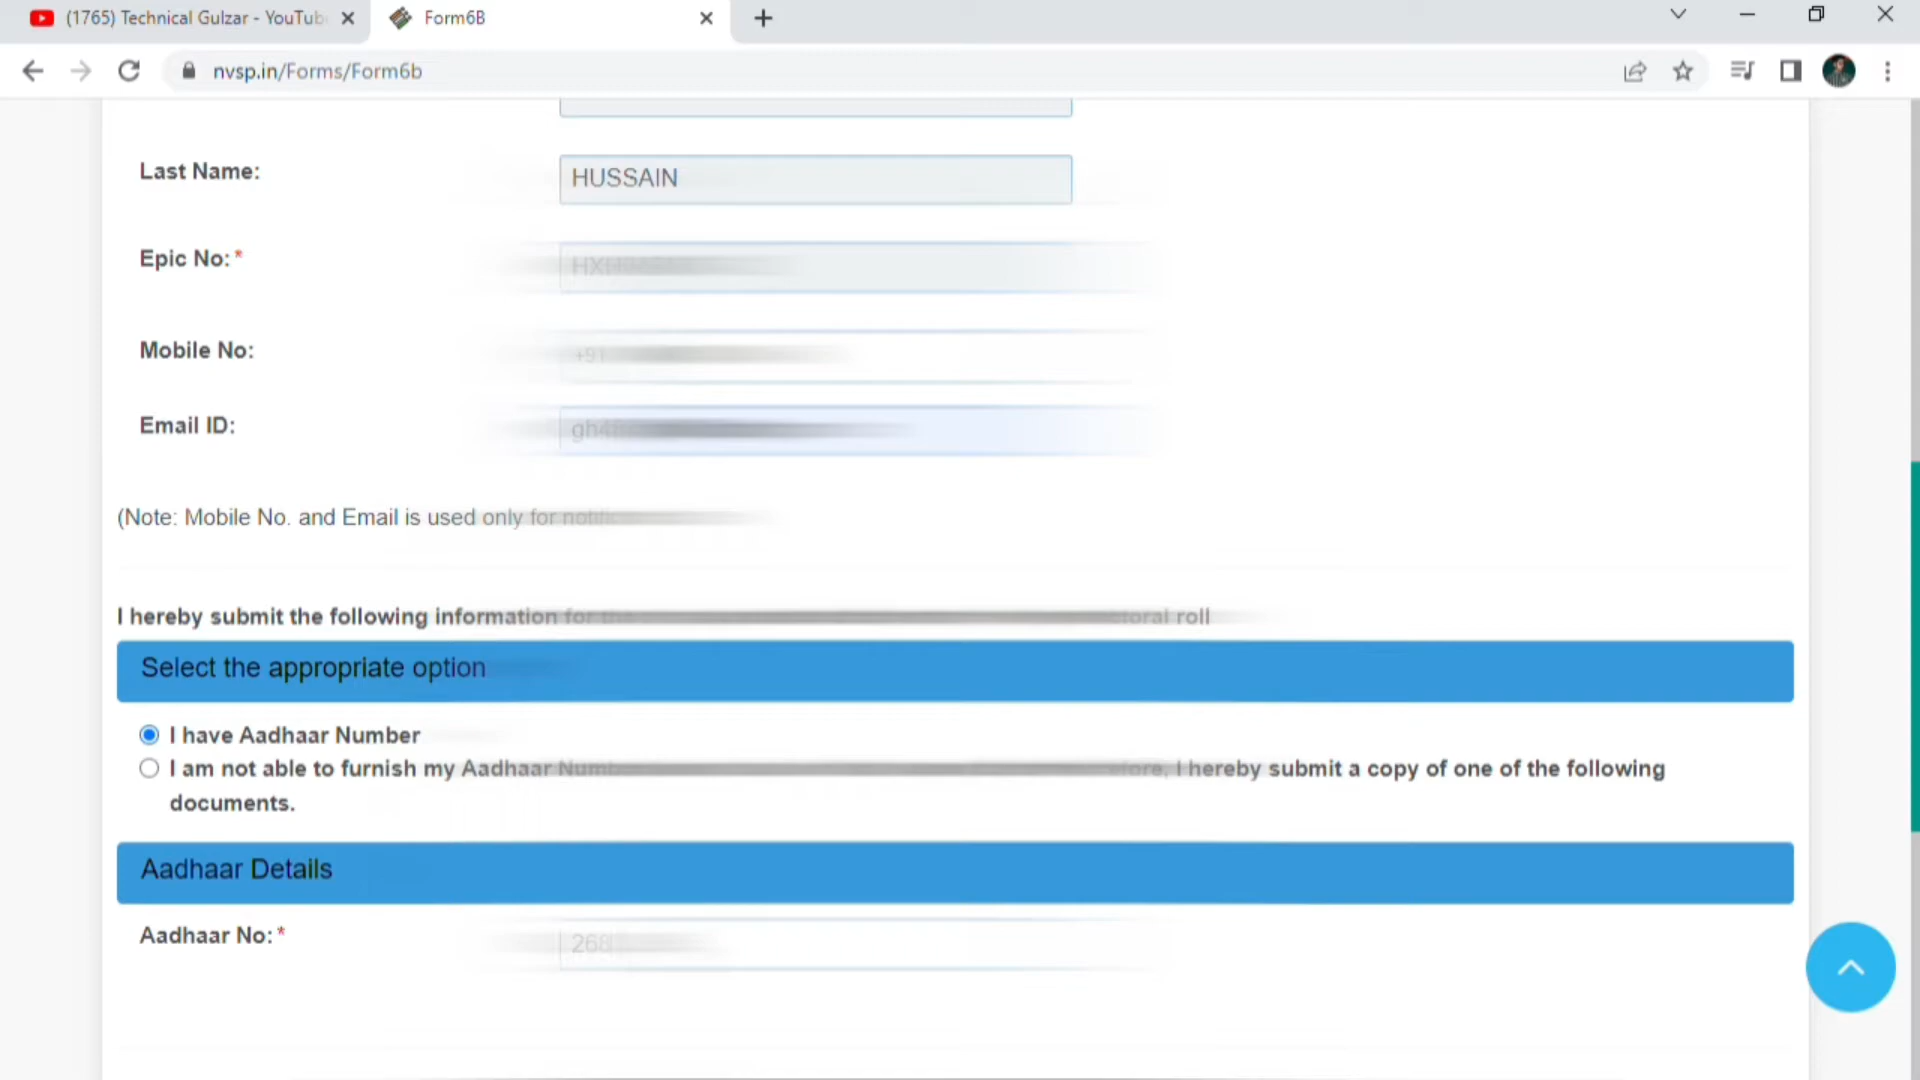 (1765) Technical Gulzar - YouTub
Form6B
nvsp.in/Forms/Form6b
Last Name:
HUSSAIN
Epic No:*
Mobile No:
+91
Email ID:
(Note: Mobile No. and Email is used only for
I hereby submit the following information for the
roll
Select the appropriate option
I have Aadhaar Number
I am not able to furnish my Aadhaar
I hereby submit a copy of one of the following
documents.
Aadhaar Details
Aadhaar No:*